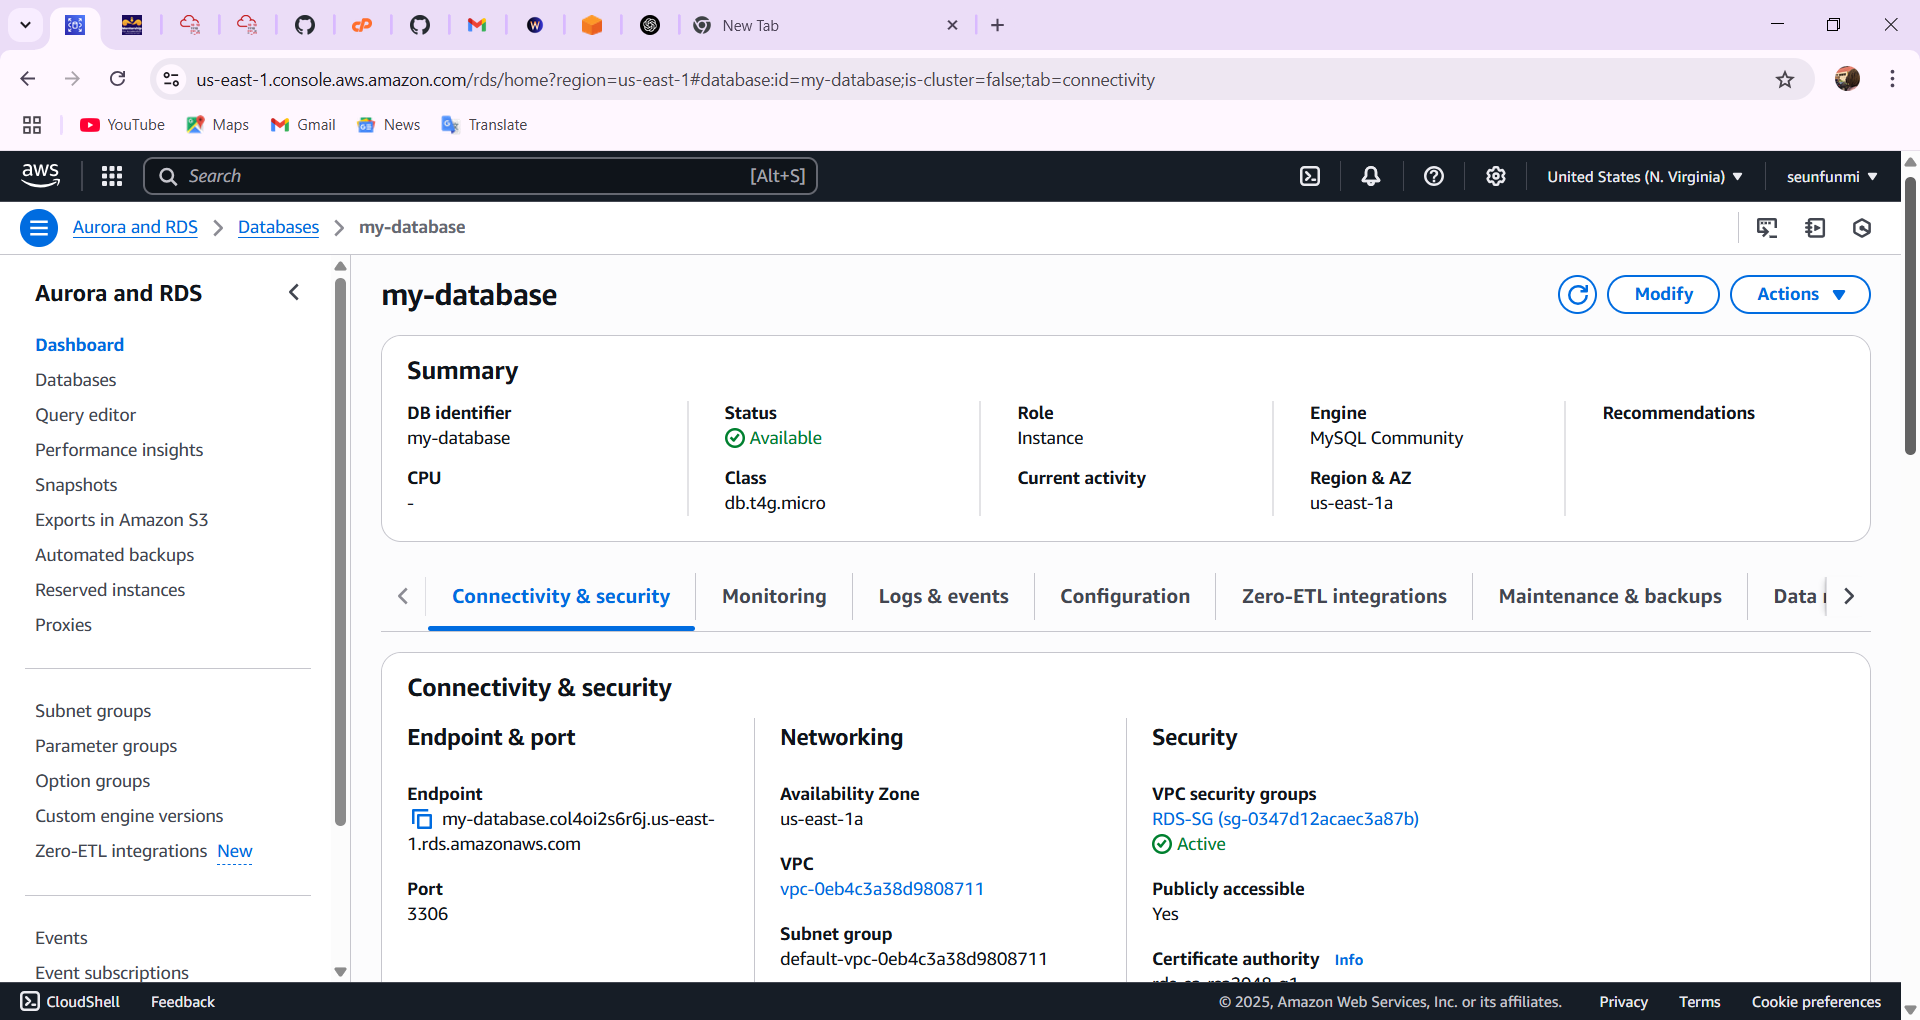 New Tab
us-east-1.console.aws.amazon.com/rds/home?region=us-east-1#database:id=my-database;is-cluster=false;tab=connectivity
YouTube Maps Gmail News Translate
aws Search [Alt+S] United States (N. Virginia) seunfunmi
Aurora and RDS Databases my-database
Aurora and RDS
Dashboard
Databases
Query editor
Performance insights
Snapshots
Exports in Amazon S3
Automated backups
Reserved instances
Proxies
Subnet groups
Parameter groups
Option groups
Custom engine versions
Zero-ETL integrations New
Events
Event subscriptions
my-database
Modify Actions
Summary
DB identifier
my-database
CPU
-
Status
Available
Class
db.t4g.micro
Role
Instance
Current activity
Engine
MySQL Community
Region & AZ
us-east-1a
Recommendations
Connectivity & security Monitoring Logs & events Configuration Zero-ETL integrations Maintenance & backups Data
Connectivity & security
Endpoint & port
Endpoint
my-database.col4oi2s6r6j.us-east-
1.rds.amazonaws.com
Port
3306
Networking
Availability Zone
us-east-1a
VPC
vpc-0eb4c3a38d9808711
Subnet group
default-vpc-0eb4c3a38d9808711
Security
VPC security groups
RDS-SG (sg-0347d12acaec3a87b)
Active
Publicly accessible
Yes
Certificate authority Info
CloudShell Feedback © 2025, Amazon Web Services, Inc. or its affiliates. Privacy Terms Cookie preferences